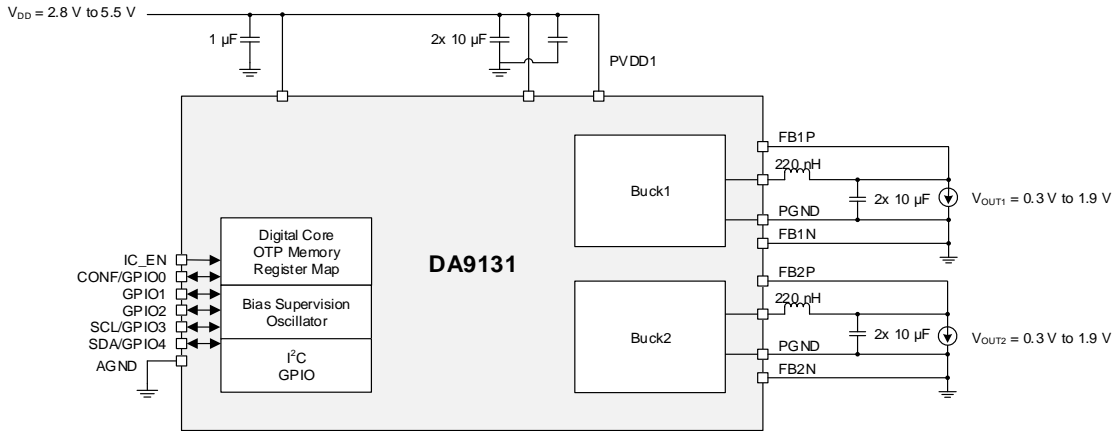 VDD = 2.8 V to 5.5 V
1 µF
2x 10 µF
PVDD1
FB1P
220 nH
Buck1
2x 10 µF
VOUT1 = 0.3 V to 1.9 V
PGND
FB1N
Digital Core
OTP Memory
Register Map
DA9131
IC_EN
CONF/GPIO0
GPIO1
GPIO2
SCL/GPIO3
SDA/GPIO4
AGND
Bias Supervision
Oscillator
I²C
GPIO
FB2P
220 nH
Buck2
2x 10 µF
VOUT2 = 0.3 V to 1.9 V
PGND
FB2N